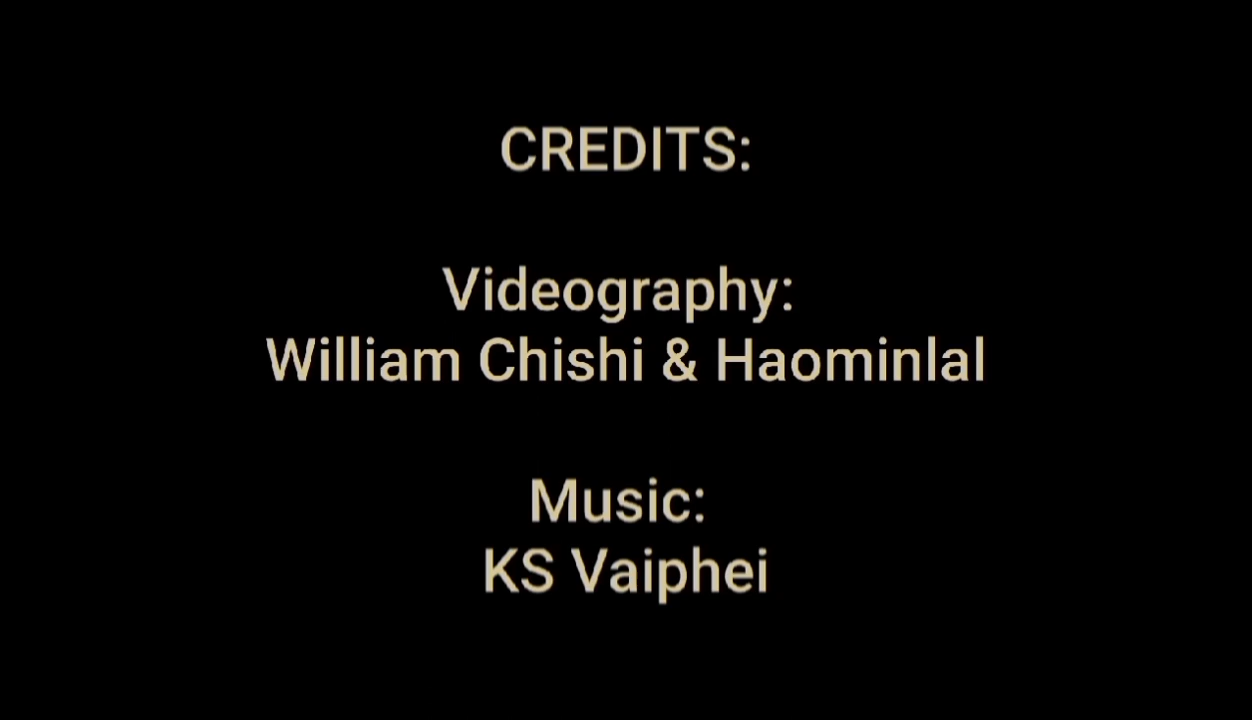 CREDITS:
Videography:
William Chishi & Haominlal
Music:
KS Vaiphei